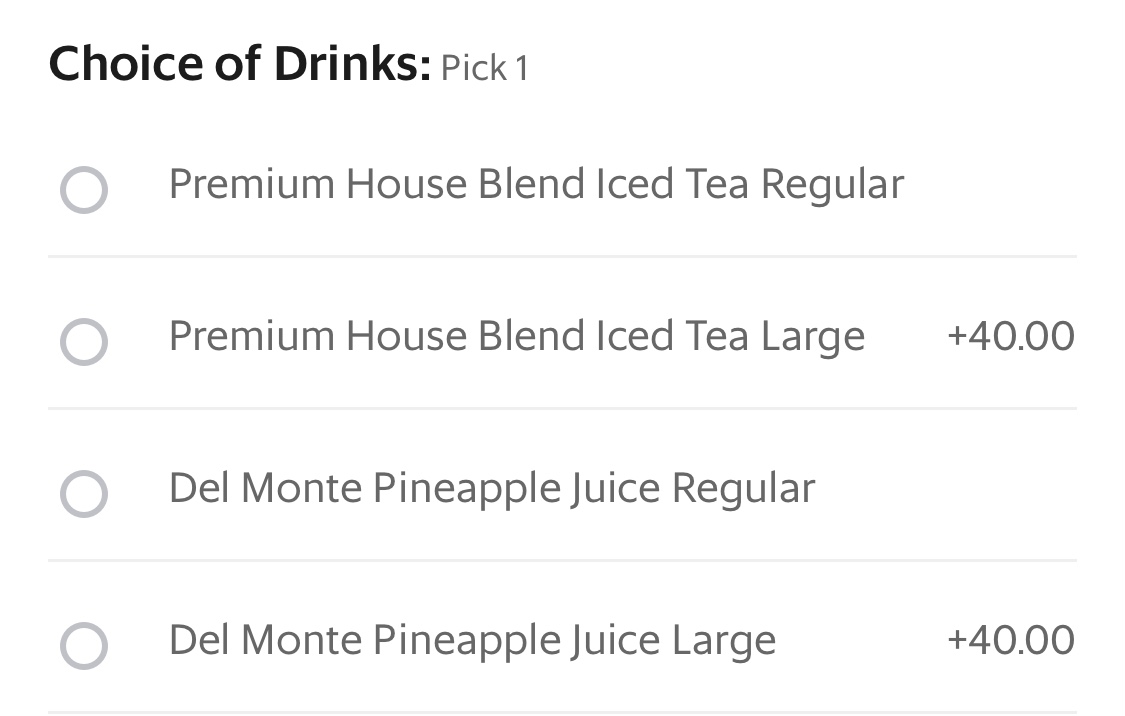 Choice of Drinks: Pick 1
Premium House Blend Iced Tea Regular
Premium House Blend Iced Tea Large +40.00
Del Monte Pineapple Juice Regular
Del Monte Pineapple Juice Large +40.00